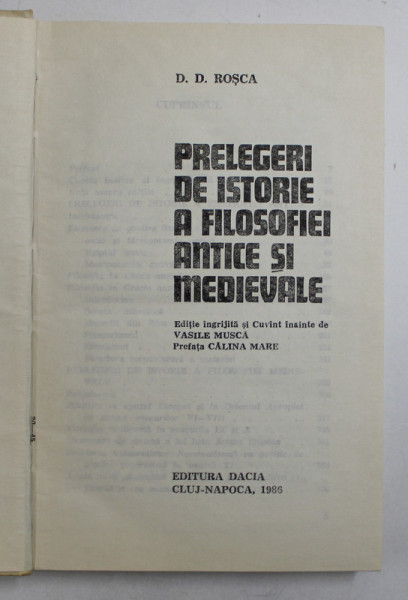 D. D. ROȘCA
PRELEGERI
DE ISTORIE
A FILOSOFIEI
ANTICE ȘI
MEDIEVALE
Ediție îngrijită și Cuvînt înainte de
VASILE MUSCĂ
Prefața CĂLINA MARE
EDITURA DACIA
CLUJ-NAPOCA, 1986